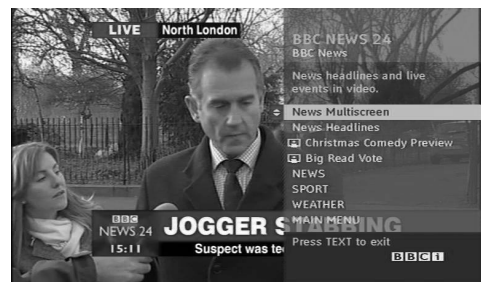 LIVE North London
BBC NEWS 24
BBC News
News headlines and live
events in video.
News Multiscreen
News Headlines
Christmas Comedy Preview
Big Read Vote
NEWS
SPORT
WEATHER
MAIN MENU
Press TEXT to exit
BBC 1
BBC
NEWS 24
15:11
JOGGER STABBING
Suspect was